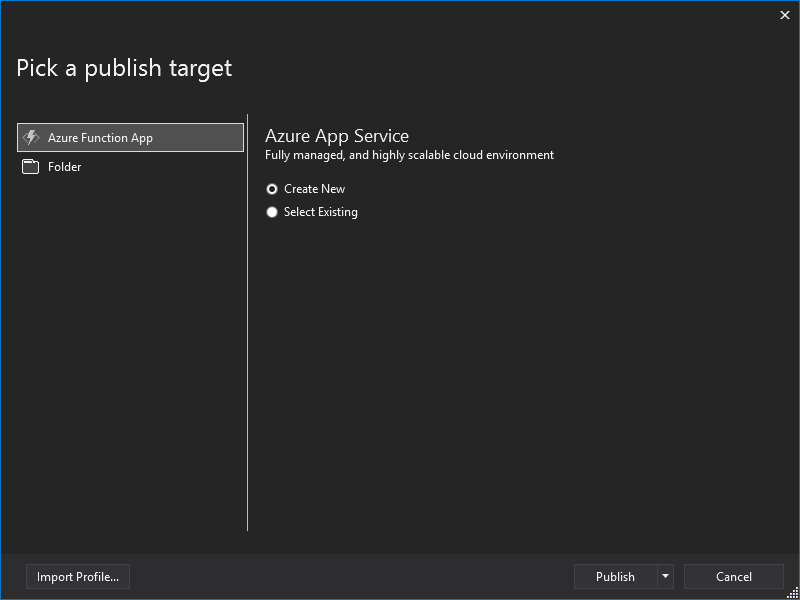 Pick a publish target
Azure Function App
Folder
Azure App Service
Fully managed, and highly scalable cloud environment
Create New
Select Existing
Import Profile...
Publish
Cancel